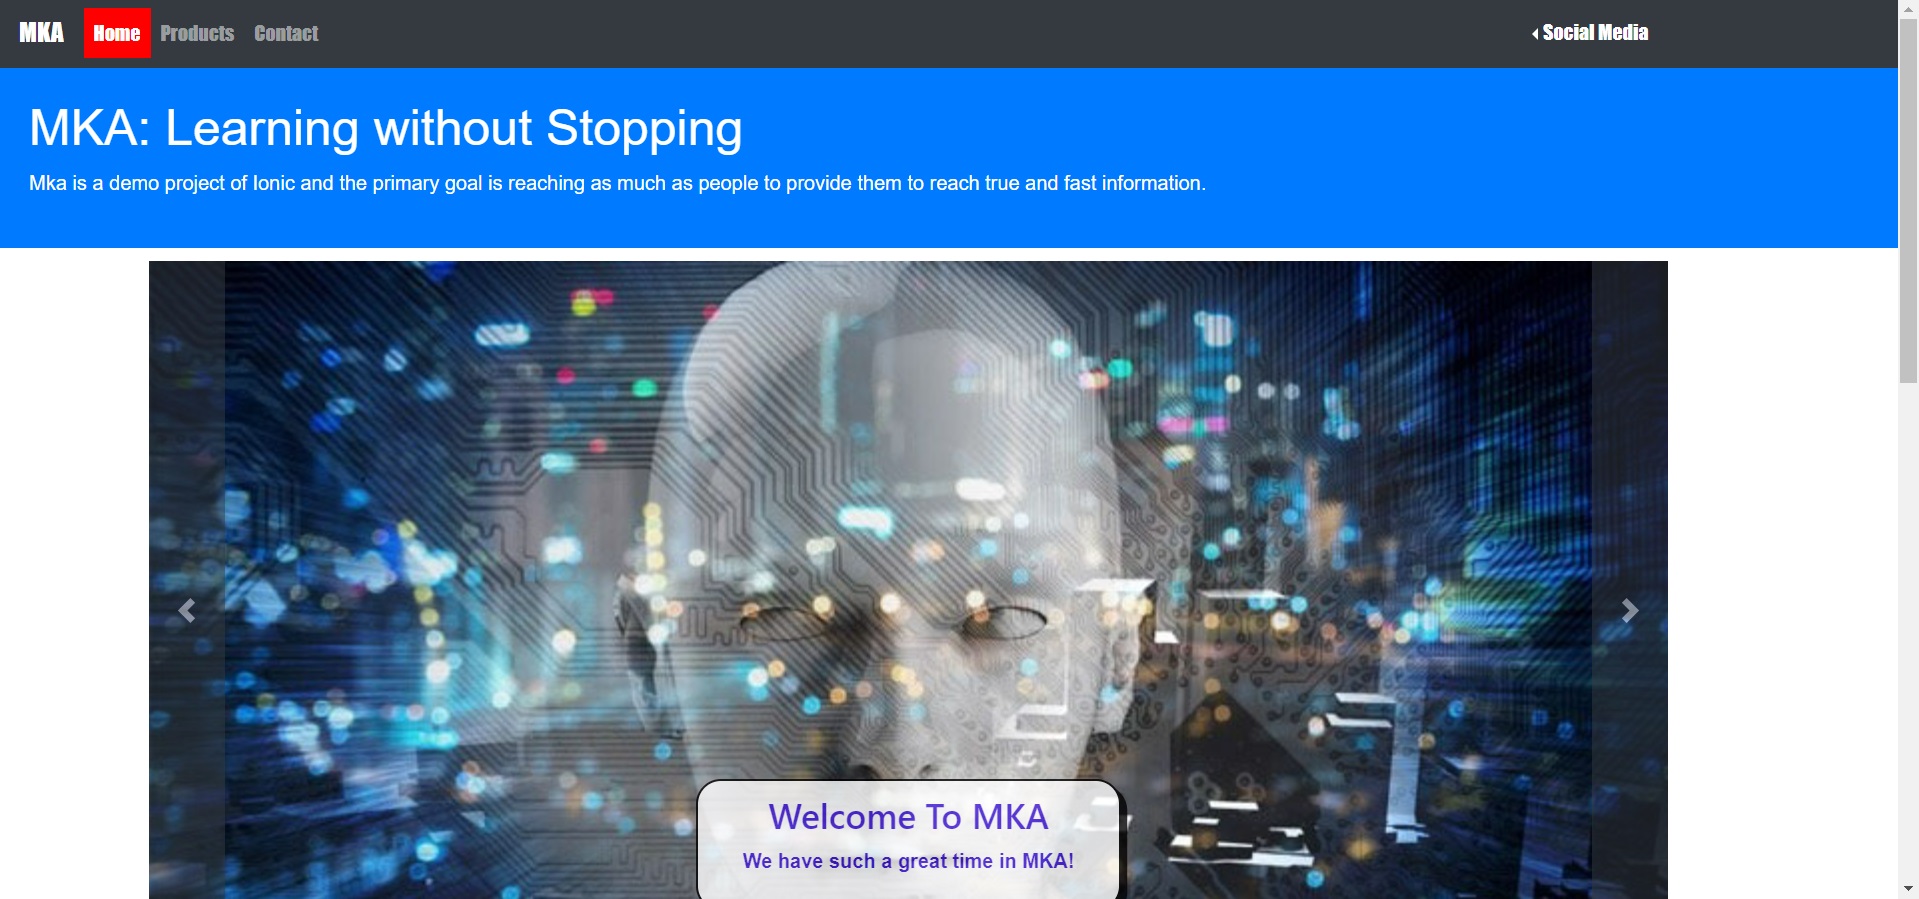 MKA Home Products Contact Social Media
MKA: Learning without Stopping
Mka is a demo project of Ionic and the primary goal is reaching as much as people to provide them to reach true and fast information.
Welcome To MKA
We have such a great time in MKA!